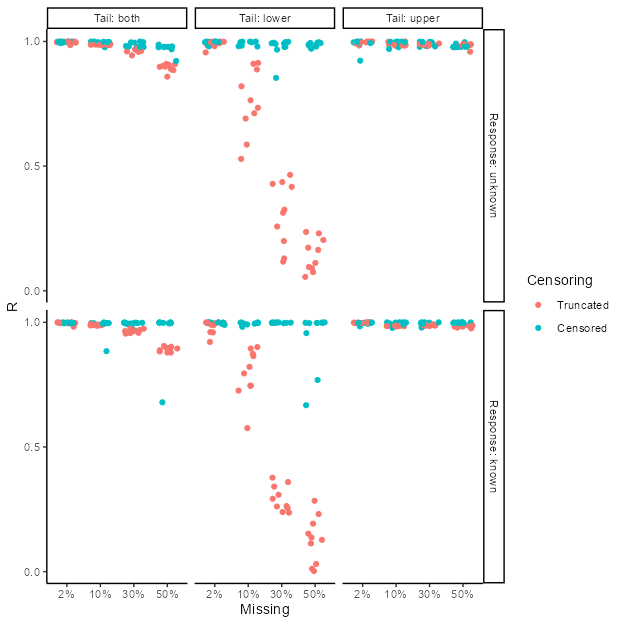 Tail: both
Tail: lower
Tail: upper
1.0
0.5
0.0
Response: unknown
R
1.0
0.5
0.0
Response: known
2%
10%
30%
50%
2%
10%
30%
50%
2%
10%
30%
50%
Missing
Censoring
Truncated
Censored